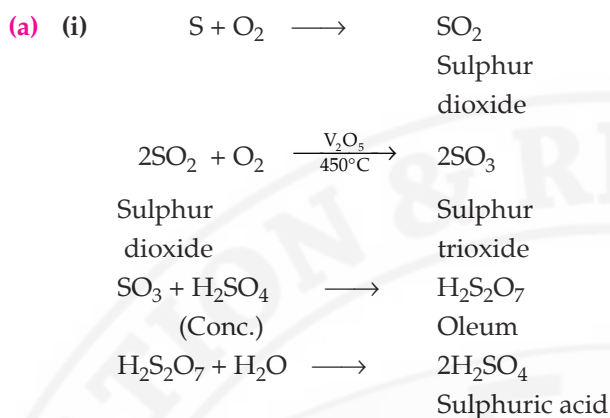 (a) (i) S + O₂ ⟶ SO₂
Sulphur
dioxide
2SO₂ + O₂ —V₂O₅/450°C→ 2SO₃
Sulphur Sulphur
dioxide trioxide
SO₃ + H₂SO₄ ⟶ H₂S₂O₇
(Conc.) Oleum
H₂S₂O₇ + H₂O ⟶ 2H₂SO₄
Sulphuric acid